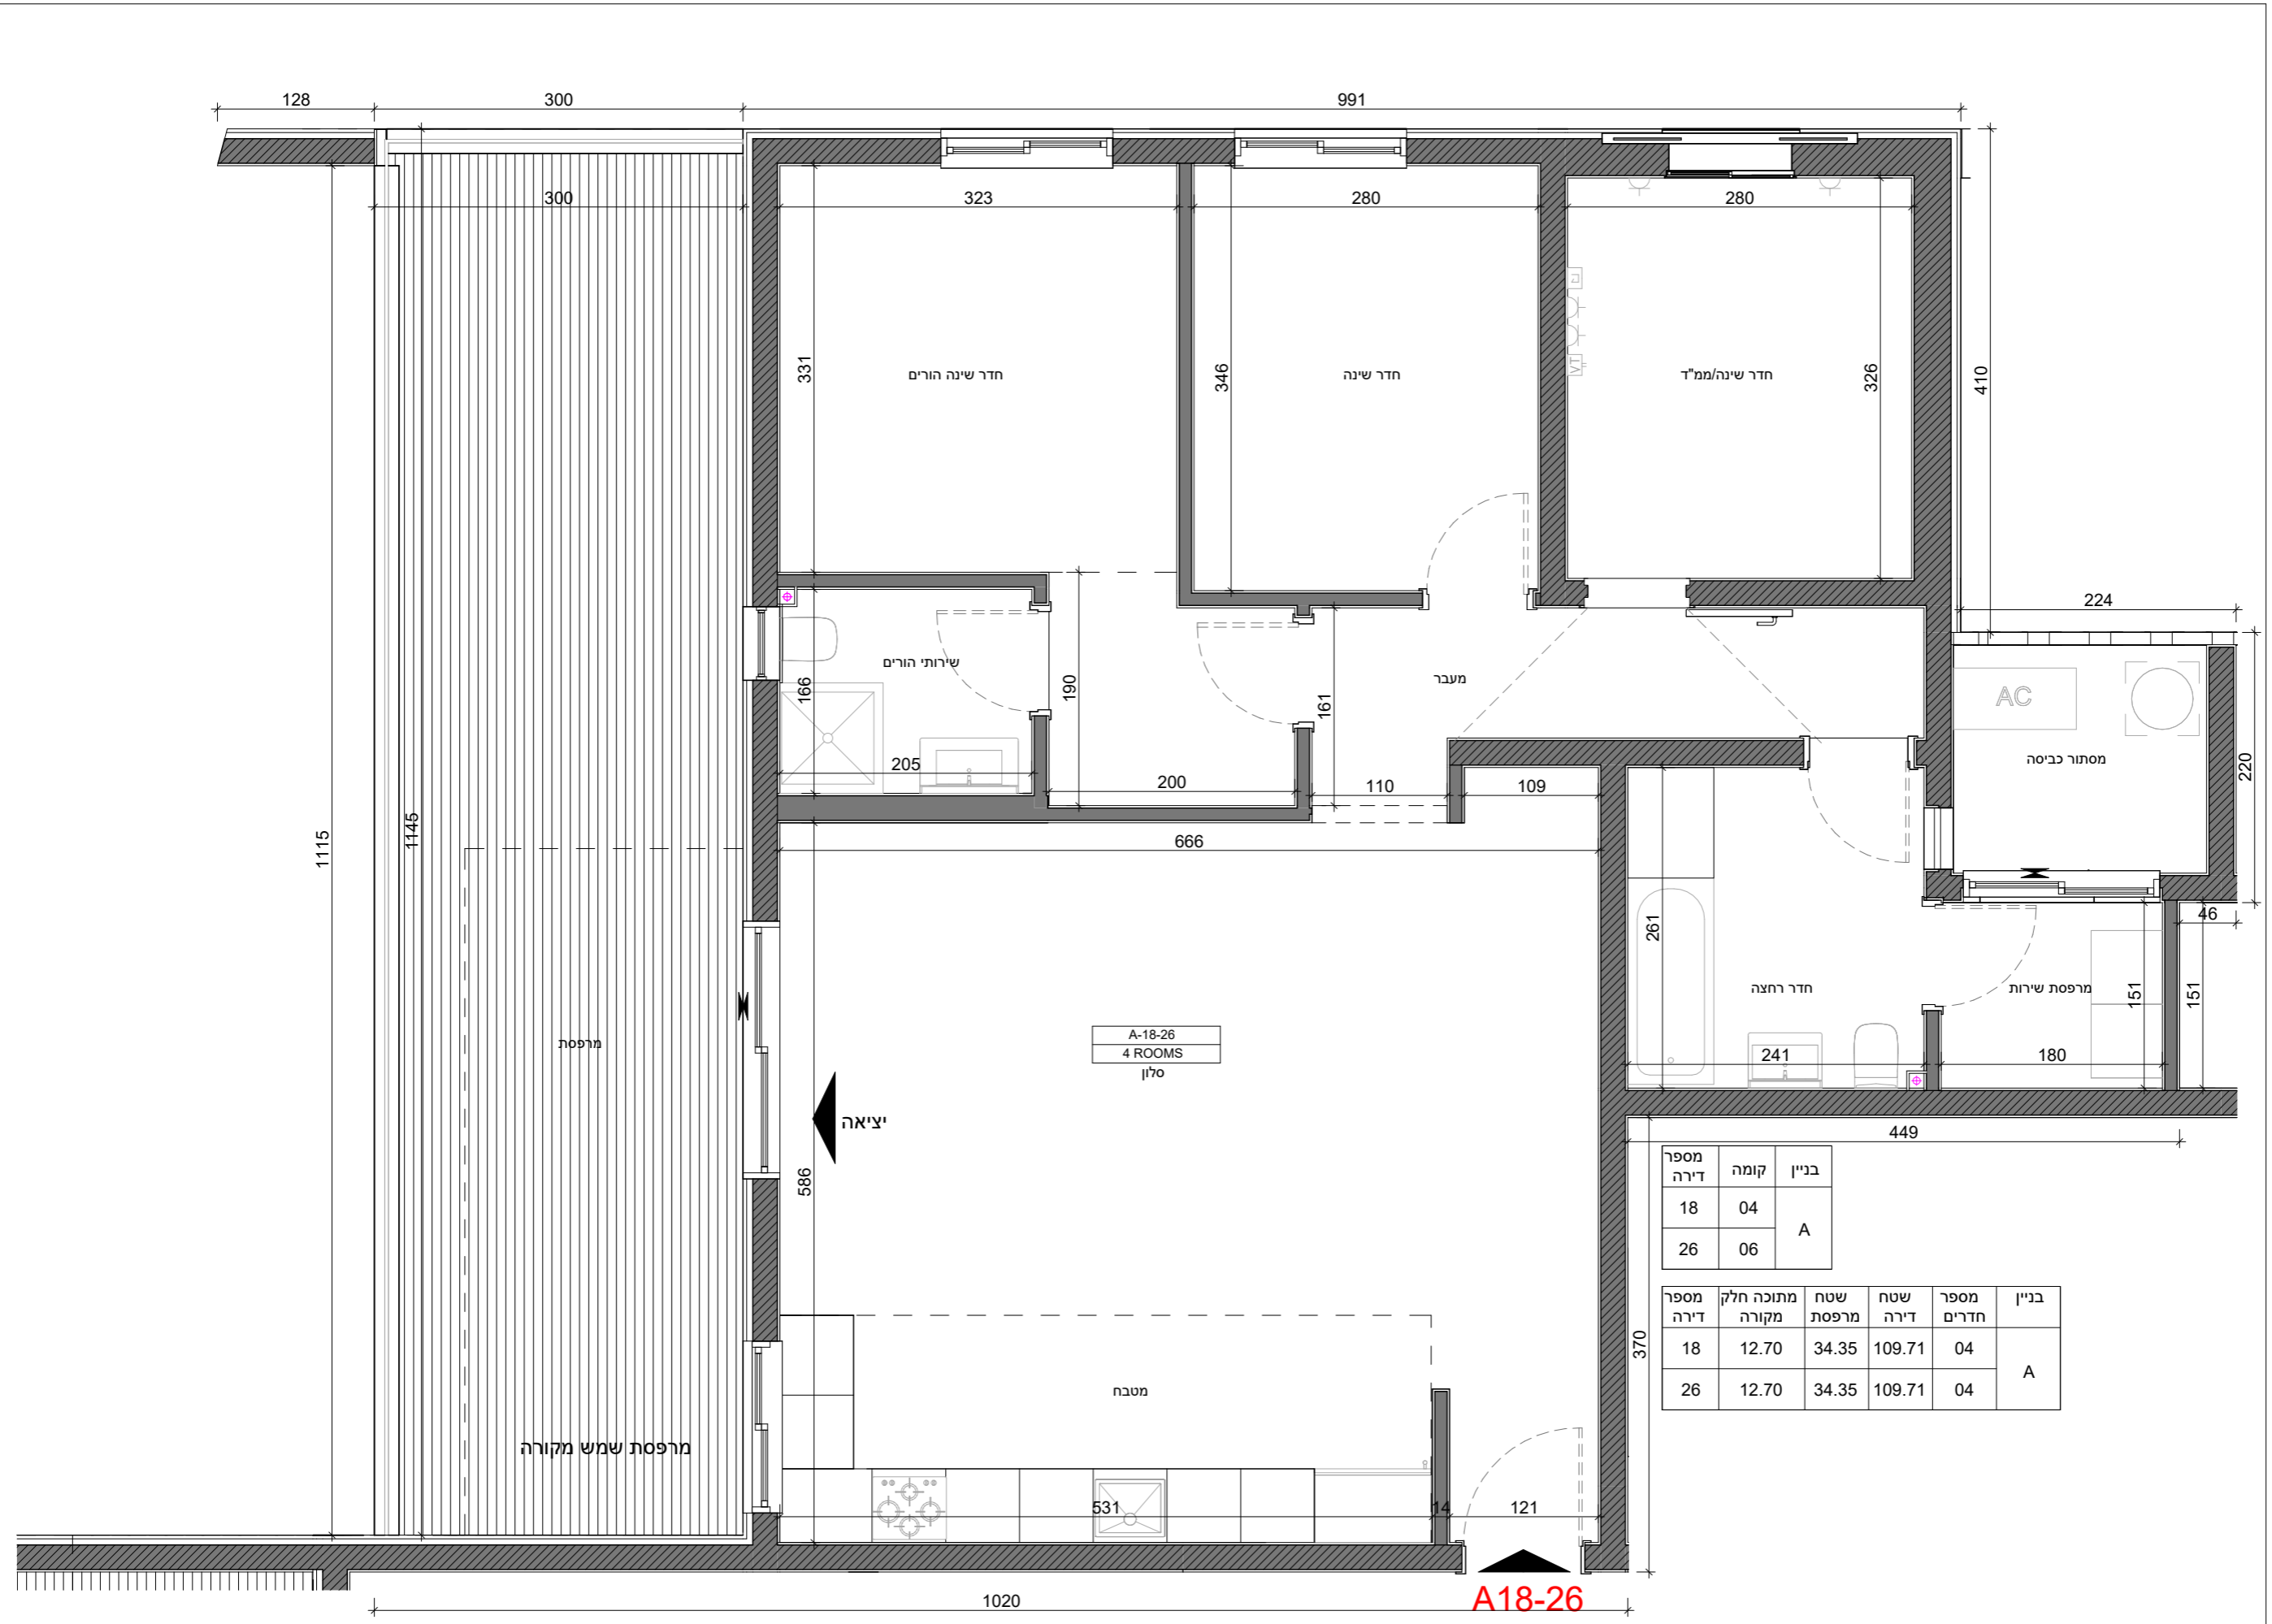 128
300
991
300
323
280
280
331
346
326
410
חדר שינה הורים
חדר שינה
חדר שינה/ממ"ד
TV
224
שירותי הורים
166
190
161
מעבר
AC
מסתור כביסה
220
205
200
110
109
666
1115
1145
46
261
151
151
חדר רחצה
מרפסת שירות
241
180
מרפסת
A-18-26
4 ROOMS
סלון
יציאה
586
449
370
מספר דירה קומה בניין
18 04 A
26 06
מספר דירה מתוכה חלק מקורה שטח מרפסת שטח דירה מספר חדרים בניין
18 12.70 34.35 109.71 04 A
26 12.70 34.35 109.71 04
מטבח
מרפסת שמש מקורה
531
14
121
1020
A18-26